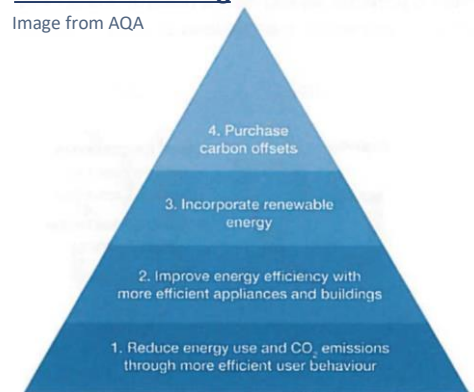 Image from AQA
4. Purchase
carbon offsets
3. Incorporate renewable
energy
2. Improve energy efficiency with
more efficient appliances and buildings
1. Reduce energy use and CO₂ emissions
through more efficient user behaviour